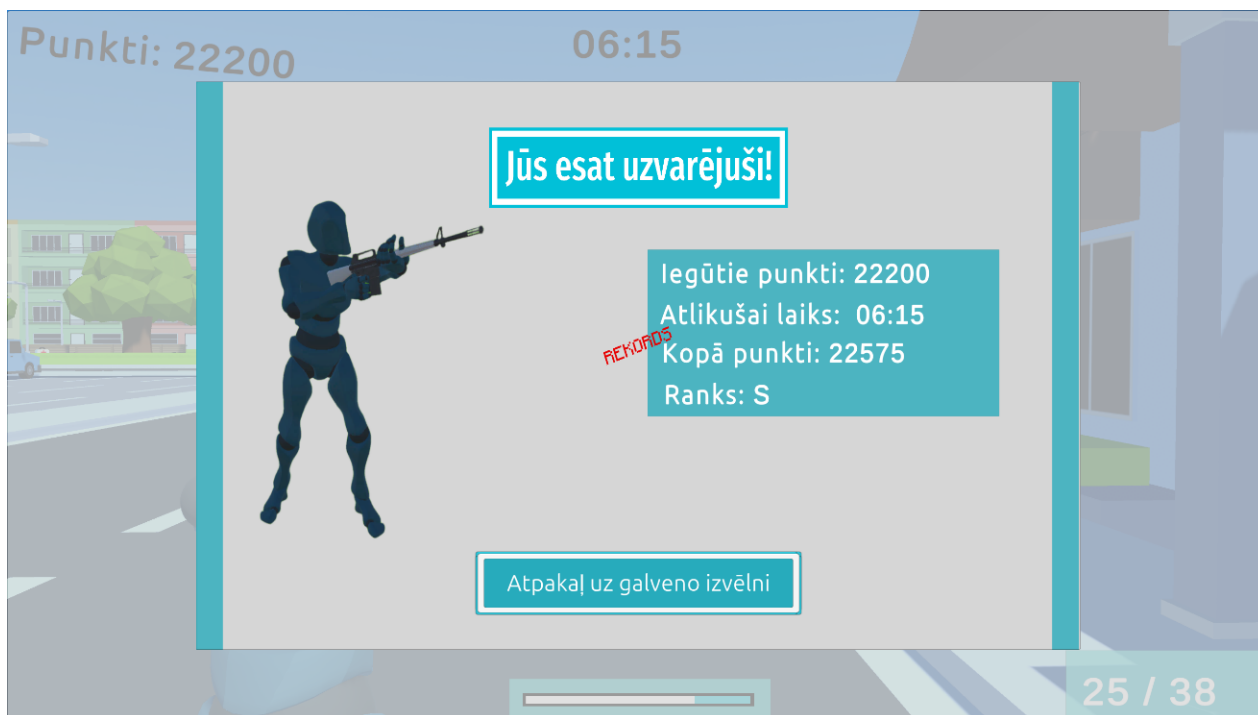 Punkti: 22200
06:15
Jūs esat uzvarējuši!
Iegūtie punkti: 22200
Atlikušai laiks: 06:15
REKORDS
Kopā punkti: 22575
Ranks: S
Atpakaļ uz galveno izvēlni
25 / 38